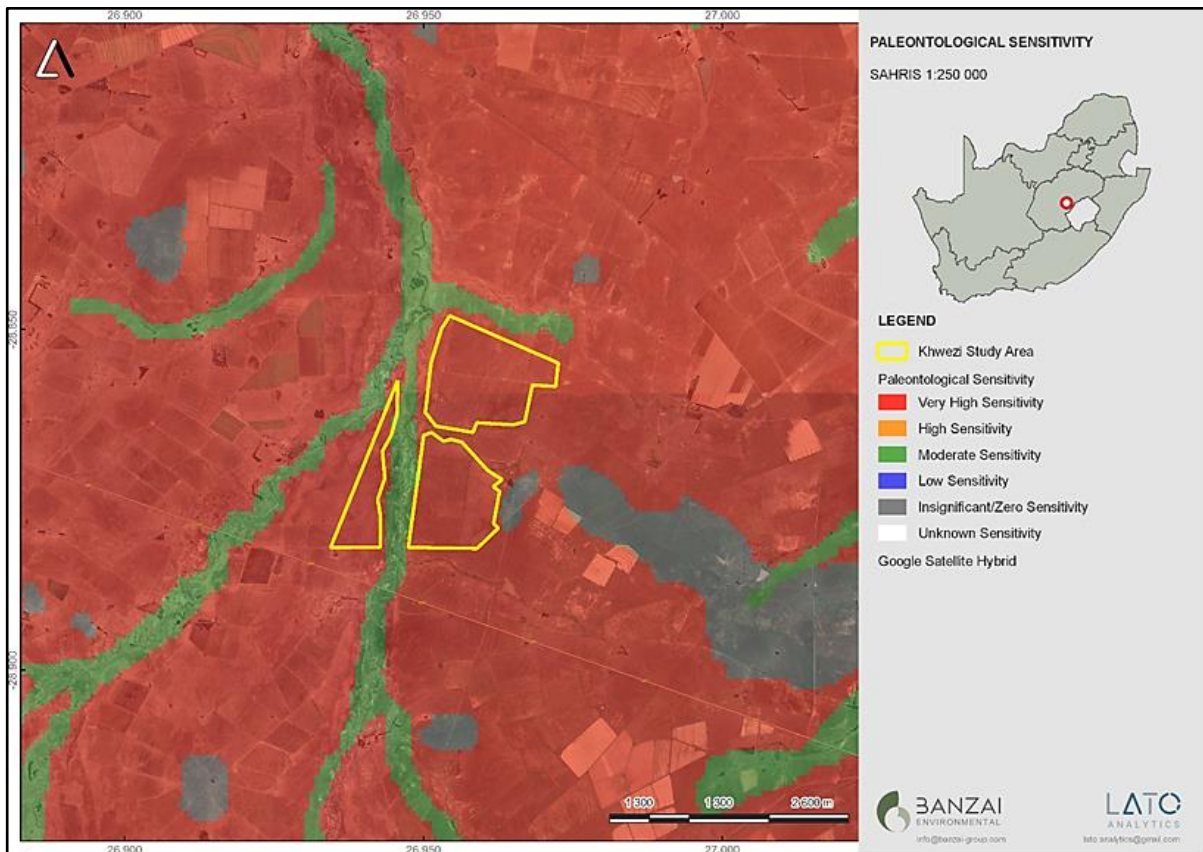 26.900
26.950
27.000
-28.850
-28.900
PALEONTOLOGICAL SENSITIVITY
SAHRIS 1:250 000
LEGEND
Khwezi Study Area
Paleontological Sensitivity
Very High Sensitivity
High Sensitivity
Moderate Sensitivity
Low Sensitivity
Insignificant/Zero Sensitivity
Unknown Sensitivity
Google Satellite Hybrid
1 300
1 300
2 600 m
BANZAI
ENVIRONMENTAL
info@banzai-group.com
LATO
ANALYTICS
lato.analytics@gmail.com
26.900
26.950
27.000